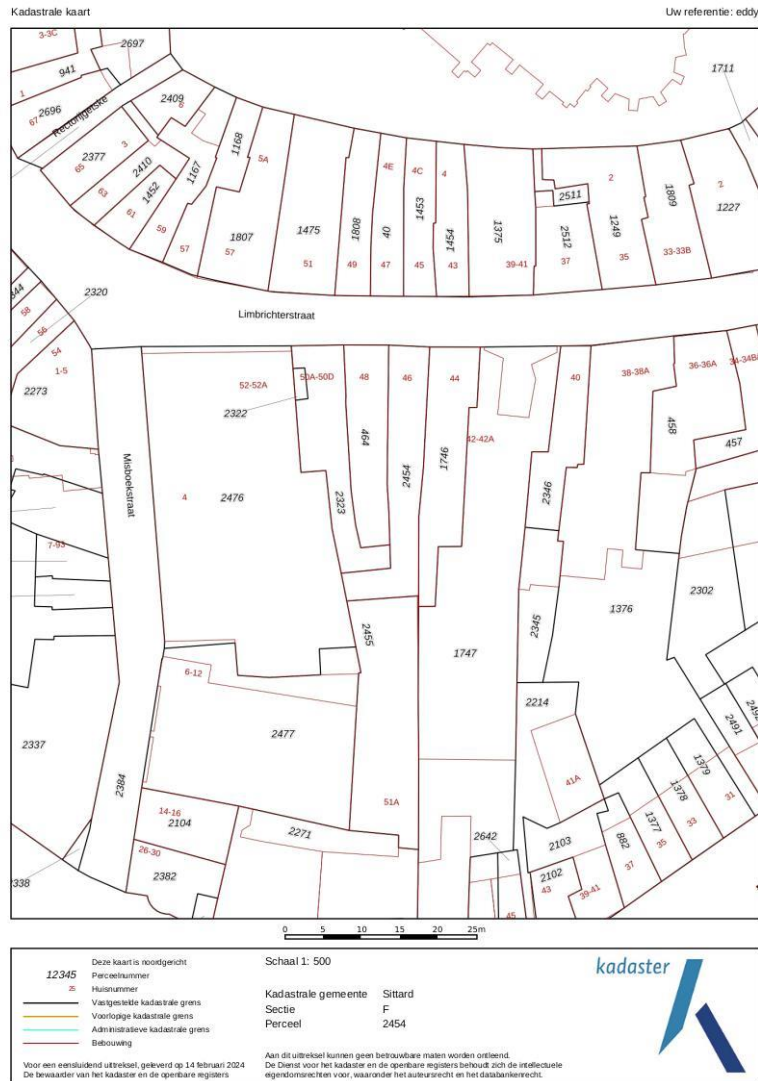 Kadastrale kaart
Uw referentie: eddy
3-3C
2697
941
1
2696
67
Rectorijgetske
2409
8
1711
2377
3
65
2410
63
1452
61
1167
59
57
1168
5A
1807
57
1475
51
1808
49
4E
40
47
4C
1453
45
4
1454
43
1375
39-41
2511
2512
37
2
1249
35
1809
33-33B
2
1227
2320
Limbrichterstraat
58
56
54
1-5
2273
52-52A
2322
50A-50D
48
46
44
42-42A
40
38-38A
36-36A
458
457
464
2454
1746
2346
Misboekstraat
4
2476
2323
7-93
2455
1747
2345
1376
2302
6-12
2477
2214
2337
2384
41A
2491
1379
1378
1377
31
33
35
37
882
51A
14-16
2104
2271
2642
2103
26-30
2382
2102
43
39-41
45
0 5 10 15 20 25m
12345
25
Deze kaart is noordgericht
Perceelnummer
Huisnummer
Vastgestelde kadastrale grens
Voorlopige kadastrale grens
Administratieve kadastrale grens
Bebouwing
Voor een eensluidend uittreksel, geleverd op 14 februari 2024
De bewaarder van het kadaster en de openbare registers
Schaal 1: 500
Kadastrale gemeente Sittard
Sectie F
Perceel 2454
Aan dit uittreksel kunnen geen betrouwbare maten worden ontleend.
De Dienst voor het kadaster en de openbare registers behoudt zich de intellectuele
eigendomsrechten voor, waaronder het auteursrecht en het databankenrecht.
kadaster